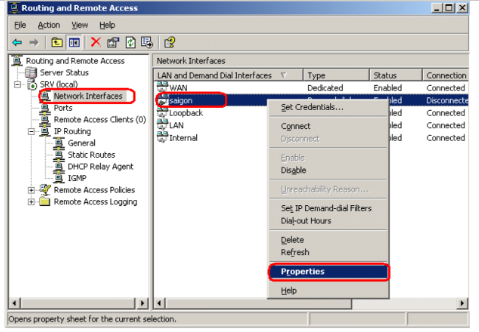 Routing and Remote Access
File Action View Help
Routing and Remote Access
Server Status
SRV (local)
Network Interfaces
Ports
Remote Access Clients (0)
IP Routing
General
Static Routes
DHCP Relay Agent
IGMP
Remote Access Policies
Remote Access Logging
Network Interfaces
LAN and Demand Dial Interfaces Type Status Connection
WAN Dedicated Enabled Connected
saigon Disconnecte
Loopback Connected
LAN Connected
Internal Connected
Set Credentials...
Connect
Disconnect
Enable
Disable
Unreachability Reason...
Set IP Demand-dial Filters
Dial-out Hours
Delete
Refresh
Properties
Help
Opens property sheet for the current selection.